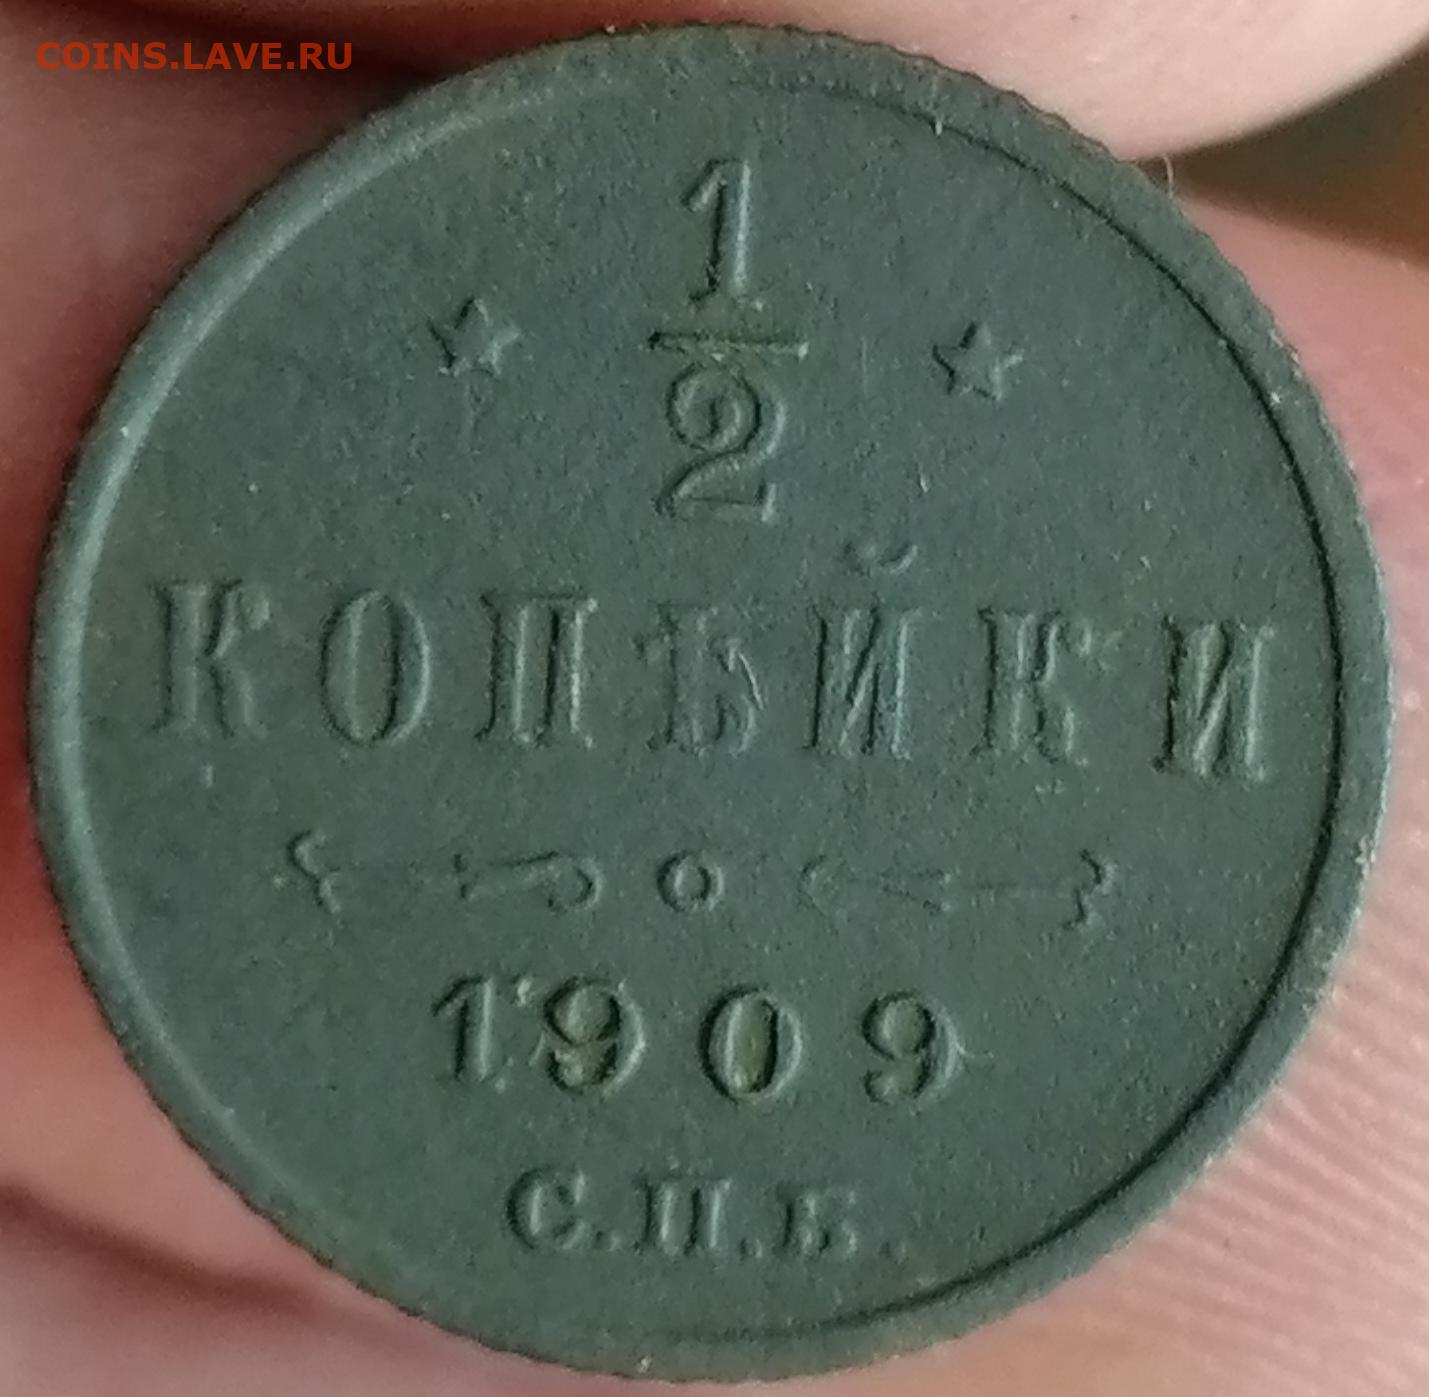 COINS.LAVE.RU
1/2
КОПѢЙКИ
1909
С.П.Б.